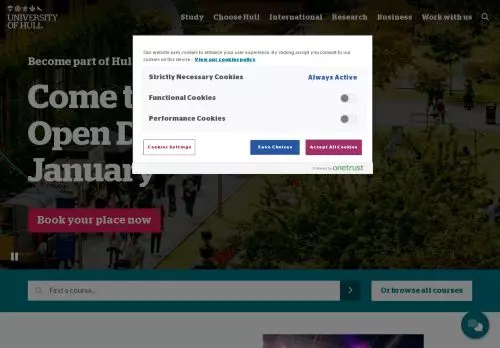 UNIVERSITY
OF HULL
Study
Choose Hull
International
Research
Business
Work with us
Become part of Hul
Come t
Open D
January
Book your place now
Our website uses cookies to enhance your user experience. By clicking accept you consent to our
cookies on this device. View our cookies policy
Strictly Necessary Cookies
Always Active
Functional Cookies
Performance Cookies
Cookies Settings
Save Choices
Accept All Cookies
Powered by onetrust
Find a course...
Or browse all courses